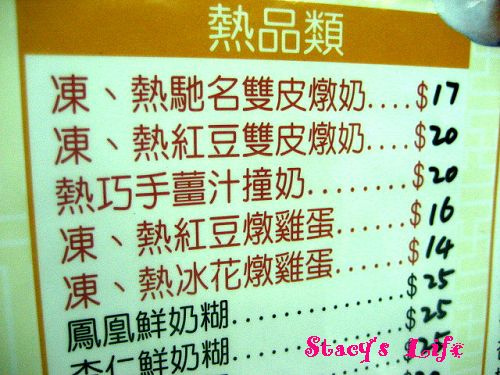 熱品類
凍、熱馳名雙皮燉奶....$17
凍、熱紅豆雙皮燉奶....$20
熱巧手薑汁撞奶........$20
凍、熱紅豆燉雞蛋......$16
凍、熱冰花燉雞蛋......$14
鳳凰鮮奶糊............$25
杏仁鮮奶糊............$25
Stacy's Life